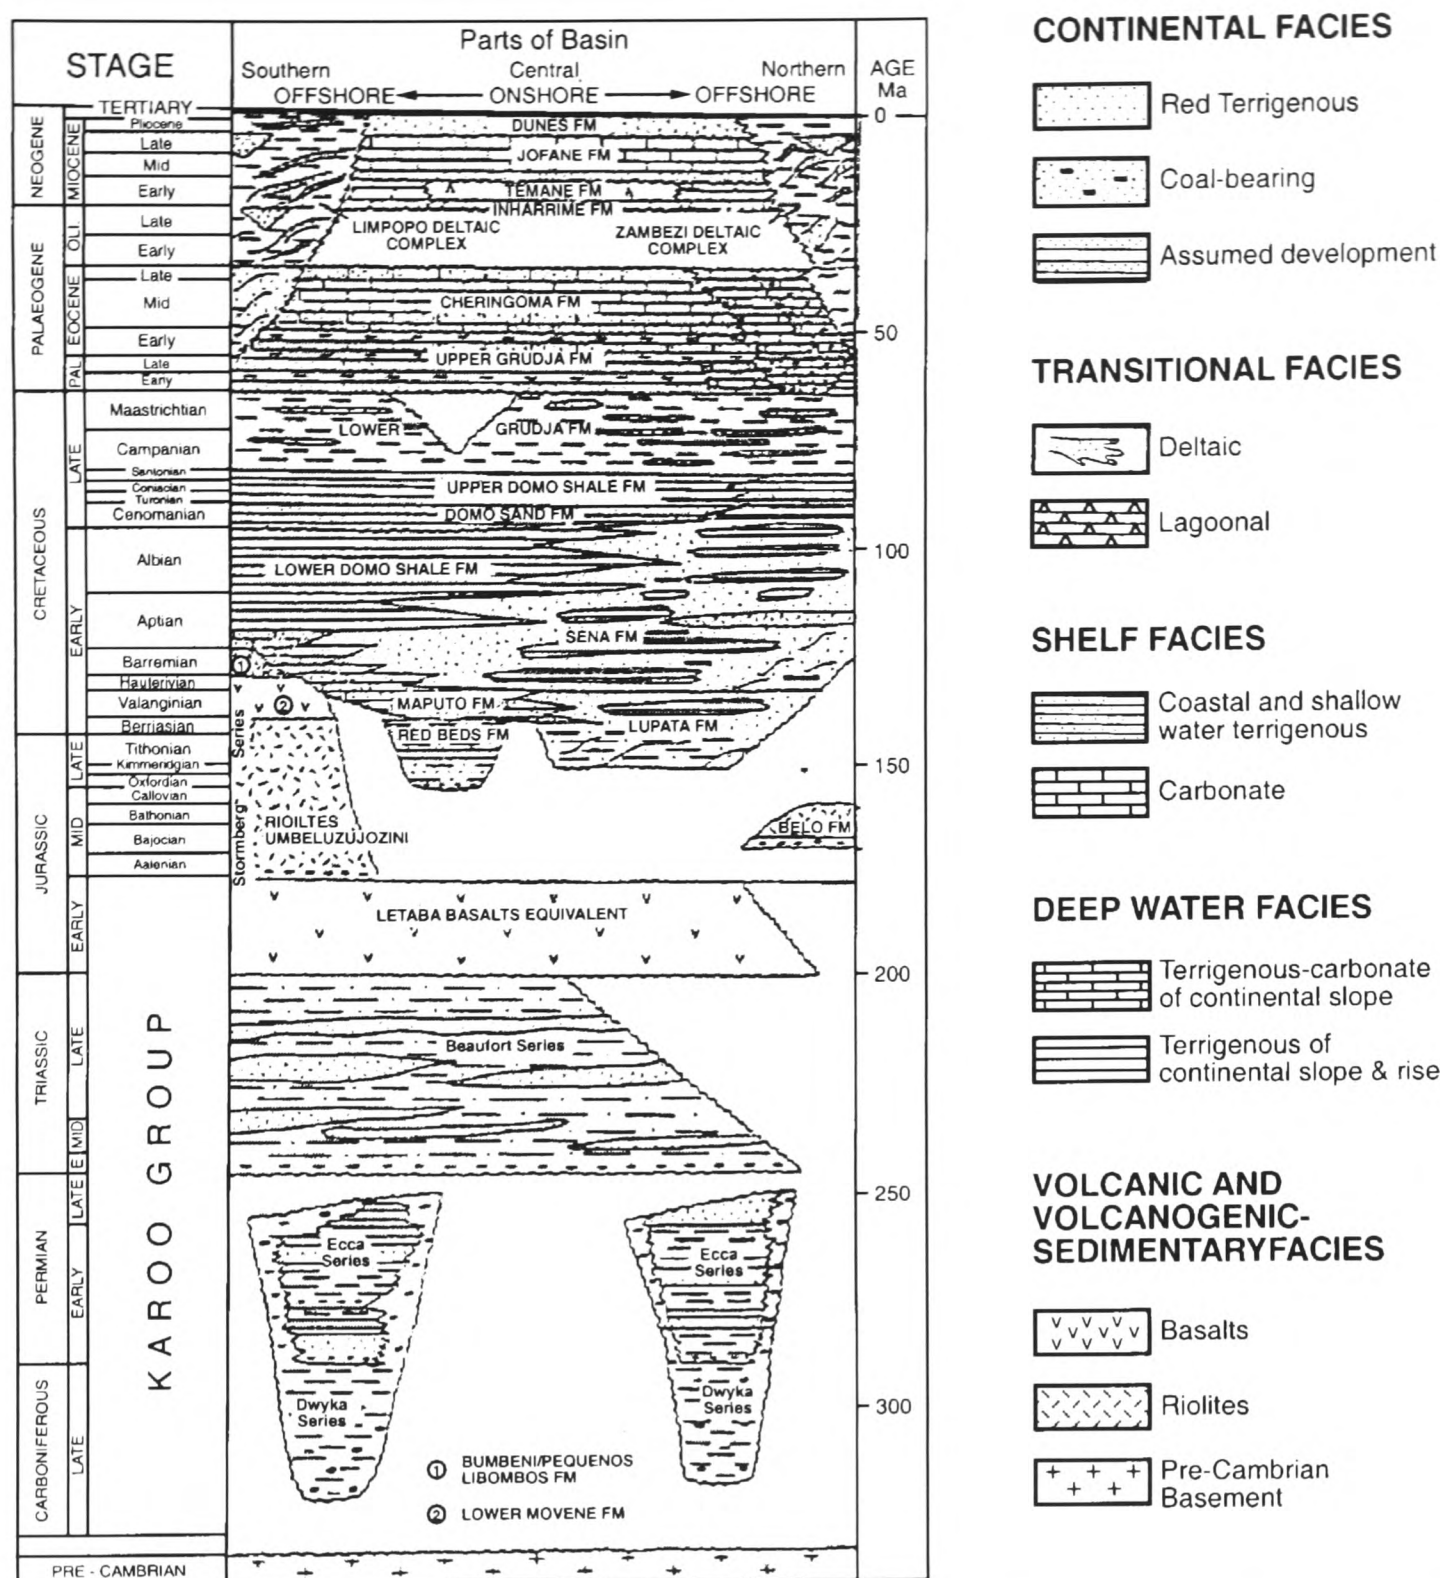 STAGE
Parts of Basin
Southern Central Northern
OFFSHORE ONSHORE OFFSHORE
AGE
Ma
TERTIARY
NEOGENE
MIOCENE
Pliocene
Late
Mid
Early
PALAEOGENE
OLI.
Late
Early
EOCENE
Late
Mid
Early
PAL
Late
Early
CRETACEOUS
LATE
Maastrichtian
Campanian
Santonian
Coniacian
Turonian
Cenomanian
EARLY
Albian
Aptian
Barremian
Hauterivian
Valanginian
Berriasian
JURASSIC
LATE
Tithonian
Kimmeridgian
Oxfordian
MID
Callovian
Bathonian
Bajocian
Aalenian
EARLY
TRIASSIC
LATE
MID
E
PERMIAN
LATE
EARLY
CARBONIFEROUS
LATE
KAROO GROUP
PRE - CAMBRIAN
DUNES FM
JOFANE FM
TEMANE FM
INHARRIME FM
LIMPOPO DELTAIC
COMPLEX
ZAMBEZI DELTAIC
COMPLEX
CHERINGOMA FM
UPPER GRUDJA FM
LOWER GRUDJA FM
UPPER DOMO SHALE FM
DOMO SAND FM
LOWER DOMO SHALE FM
SENA FM
1
2
MAPUTO FM
RED BEDS FM
LUPATA FM
Stormberg Series
RIOILTES
UMBELUZUJOZINI
BELO FM
LETABA BASALTS EQUIVALENT
Beaufort Series
Ecca
Series
Ecca
Series
Dwyka
Series
Dwyka
Series
1 BUMBENI/PEQUENOS
LIBOMBOS FM
2 LOWER MOVENE FM
0
50
100
150
200
250
300
CONTINENTAL FACIES
Red Terrigenous
Coal-bearing
Assumed development
TRANSITIONAL FACIES
Deltaic
Lagoonal
SHELF FACIES
Coastal and shallow
water terrigenous
Carbonate
DEEP WATER FACIES
Terrigenous-carbonate
of continental slope
Terrigenous of
continental slope & rise
VOLCANIC AND
VOLCANOGENIC-
SEDIMENTARYFACIES
Basalts
Riolites
Pre-Cambrian
Basement